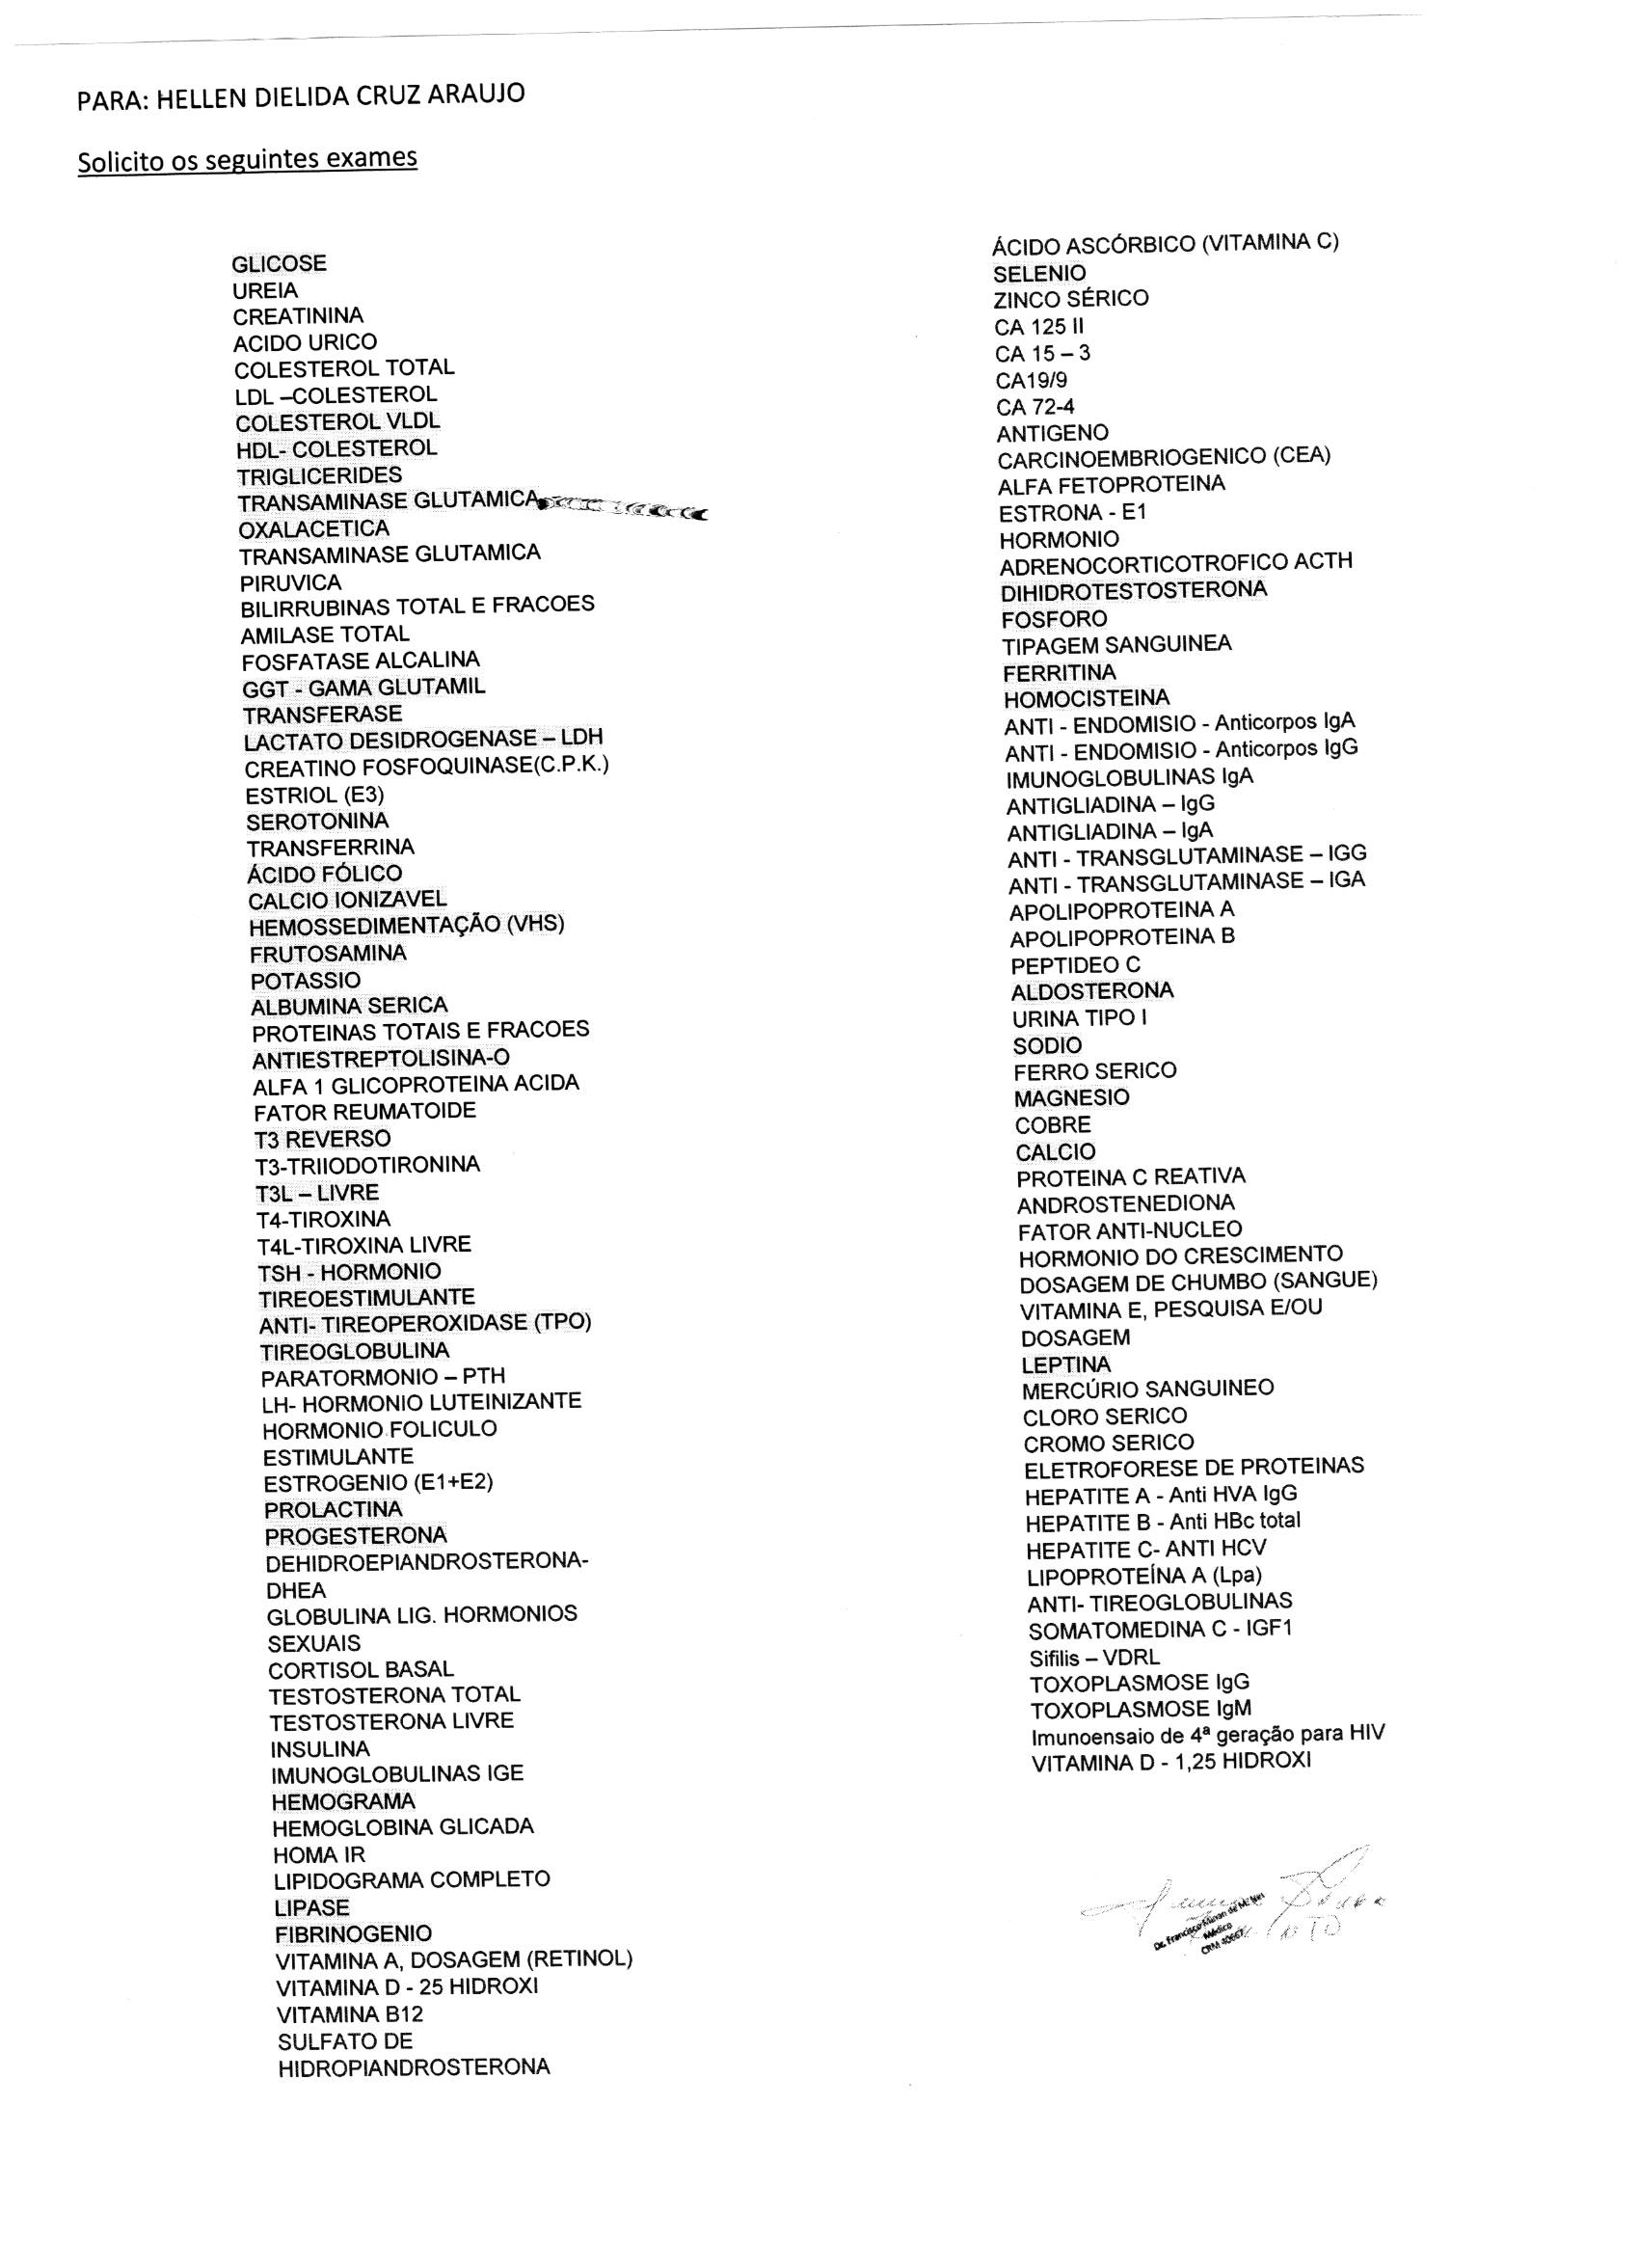 PARA: HELLEN DIELIDA CRUZ ARAUJO
Solicito os seguintes exames
GLICOSE
UREIA
CREATININA
ACIDO URICO
COLESTEROL TOTAL
LDL –COLESTEROL
COLESTEROL VLDL
HDL- COLESTEROL
TRIGLICERIDES
TRANSAMINASE GLUTAMICA
OXALACETICA
TRANSAMINASE GLUTAMICA
PIRUVICA
BILIRRUBINAS TOTAL E FRACOES
AMILASE TOTAL
FOSFATASE ALCALINA
GGT - GAMA GLUTAMIL
TRANSFERASE
LACTATO DESIDROGENASE – LDH
CREATINO FOSFOQUINASE(C.P.K.)
ESTRIOL (E3)
SEROTONINA
TRANSFERRINA
ÁCIDO FÓLICO
CALCIO IONIZAVEL
HEMOSSEDIMENTAÇÃO (VHS)
FRUTOSAMINA
POTASSIO
ALBUMINA SERICA
PROTEINAS TOTAIS E FRACOES
ANTIESTREPTOLISINA-O
ALFA 1 GLICOPROTEINA ACIDA
FATOR REUMATOIDE
T3 REVERSO
T3-TRIIODOTIRONINA
T3L – LIVRE
T4-TIROXINA
T4L-TIROXINA LIVRE
TSH - HORMONIO
TIREOESTIMULANTE
ANTI- TIREOPEROXIDASE (TPO)
TIREOGLOBULINA
PARATORMONIO – PTH
LH- HORMONIO LUTEINIZANTE
HORMONIO FOLICULO
ESTIMULANTE
ESTROGENIO (E1+E2)
PROLACTINA
PROGESTERONA
DEHIDROEPIANDROSTERONA-
DHEA
GLOBULINA LIG. HORMONIOS
SEXUAIS
CORTISOL BASAL
TESTOSTERONA TOTAL
TESTOSTERONA LIVRE
INSULINA
IMUNOGLOBULINAS IGE
HEMOGRAMA
HEMOGLOBINA GLICADA
HOMA IR
LIPIDOGRAMA COMPLETO
LIPASE
FIBRINOGENIO
VITAMINA A, DOSAGEM (RETINOL)
VITAMINA D - 25 HIDROXI
VITAMINA B12
SULFATO DE
HIDROPIANDROSTERONA
ÁCIDO ASCÓRBICO (VITAMINA C)
SELENIO
ZINCO SÉRICO
CA 125 II
CA 15 – 3
CA19/9
CA 72-4
ANTIGENO
CARCINOEMBRIOGENICO (CEA)
ALFA FETOPROTEINA
ESTRONA - E1
HORMONIO
ADRENOCORTICOTROFICO ACTH
DIHIDROTESTOSTERONA
FOSFORO
TIPAGEM SANGUINEA
FERRITINA
HOMOCISTEINA
ANTI - ENDOMISIO - Anticorpos IgA
ANTI - ENDOMISIO - Anticorpos IgG
IMUNOGLOBULINAS IgA
ANTIGLIADINA – IgG
ANTIGLIADINA – IgA
ANTI - TRANSGLUTAMINASE – IGG
ANTI - TRANSGLUTAMINASE – IGA
APOLIPOPROTEINA A
APOLIPOPROTEINA B
PEPTIDEO C
ALDOSTERONA
URINA TIPO I
SODIO
FERRO SERICO
MAGNESIO
COBRE
CALCIO
PROTEINA C REATIVA
ANDROSTENEDIONA
FATOR ANTI-NUCLEO
HORMONIO DO CRESCIMENTO
DOSAGEM DE CHUMBO (SANGUE)
VITAMINA E, PESQUISA E/OU
DOSAGEM
LEPTINA
MERCÚRIO SANGUINEO
CLORO SERICO
CROMO SERICO
ELETROFORESE DE PROTEINAS
HEPATITE A - Anti HVA IgG
HEPATITE B - Anti HBc total
HEPATITE C- ANTI HCV
LIPOPROTEÍNA A (Lpa)
ANTI- TIREOGLOBULINAS
SOMATOMEDINA C - IGF1
Sifilis – VDRL
TOXOPLASMOSE IgG
TOXOPLASMOSE IgM
Imunoensaio de 4ª geração para HIV
VITAMINA D - 1,25 HIDROXI
Dr. Francisco de M.
Médico
CRM 40667